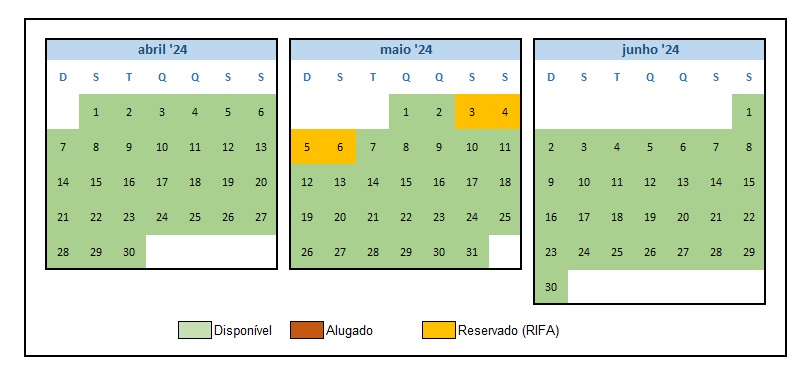 abril '24
D S T Q Q S S
1 2 3 4 5 6
7 8 9 10 11 12 13
14 15 16 17 18 19 20
21 22 23 24 25 26 27
28 29 30
maio '24
D S T Q Q S S
1 2 3 4
5 6 7 8 9 10 11
12 13 14 15 16 17 18
19 20 21 22 23 24 25
26 27 28 29 30 31
junho '24
D S T Q Q S S
1
2 3 4 5 6 7 8
9 10 11 12 13 14 15
16 17 18 19 20 21 22
23 24 25 26 27 28 29
30
Disponível Alugado Reservado (RIFA)